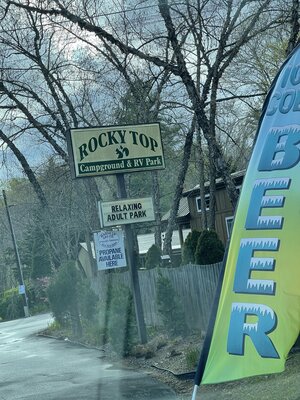 ROCKY TOP
Campground & RV Park
RELAXING
ADULT PARK
PROPANE
AVAILABLE
HERE
BEER